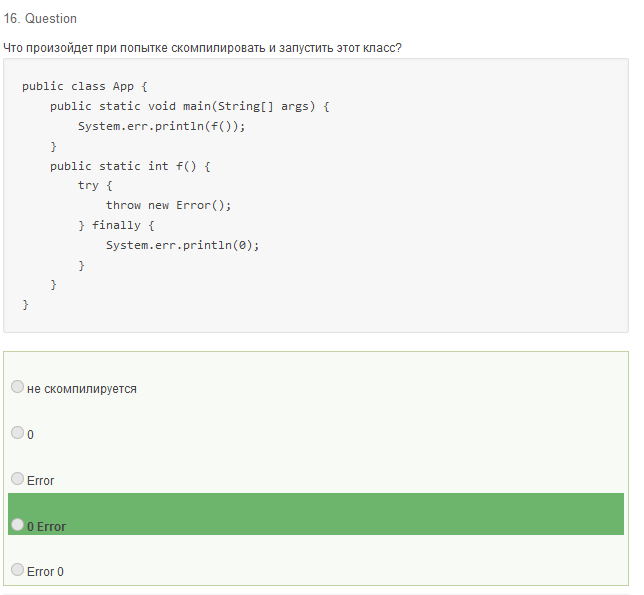 16. Question
Что произойдет при попытке скомпилировать и запустить этот класс?
public class App {
    public static void main(String[] args) {
        System.err.println(f());
    }
    public static int f() {
        try {
            throw new Error();
        } finally {
            System.err.println(0);
        }
    }
}
не скомпилируется
0
Error
0 Error
Error 0